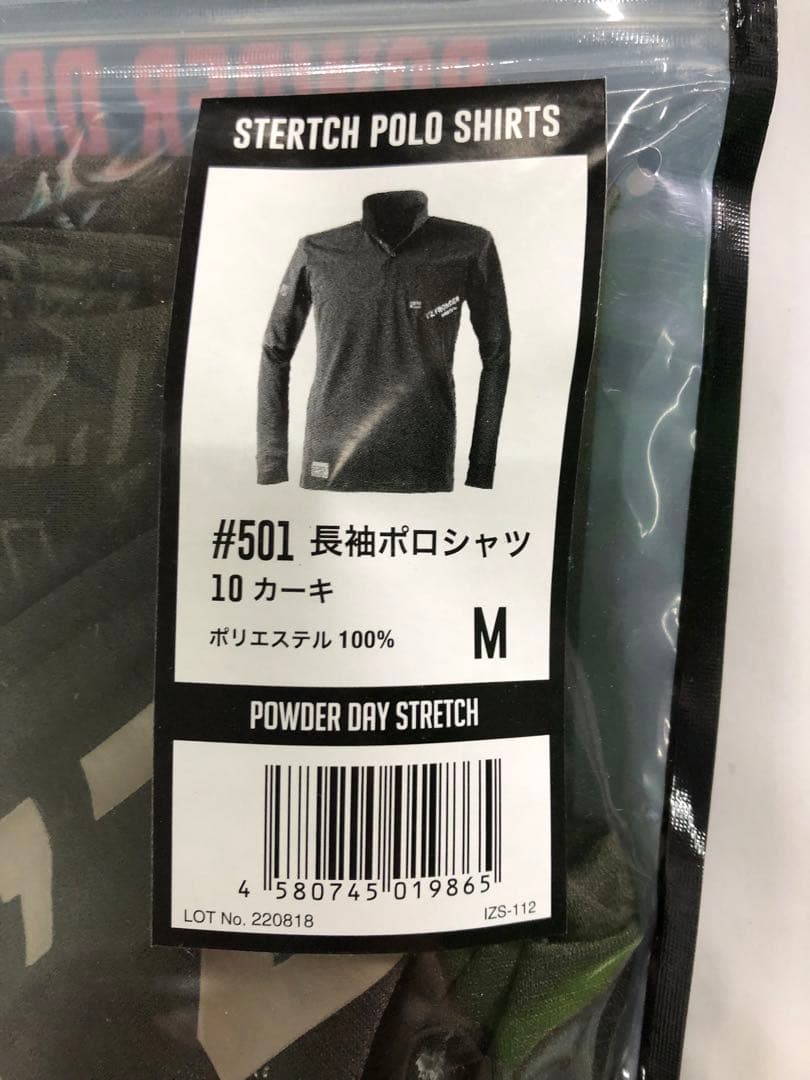 STERTCH POLO SHIRTS
#501 長袖ポロシャツ
10 カーキ
ポリエステル 100%
M
POWDER DAY STRETCH
4 580745 019865
LOT No. 220818
IZS-112